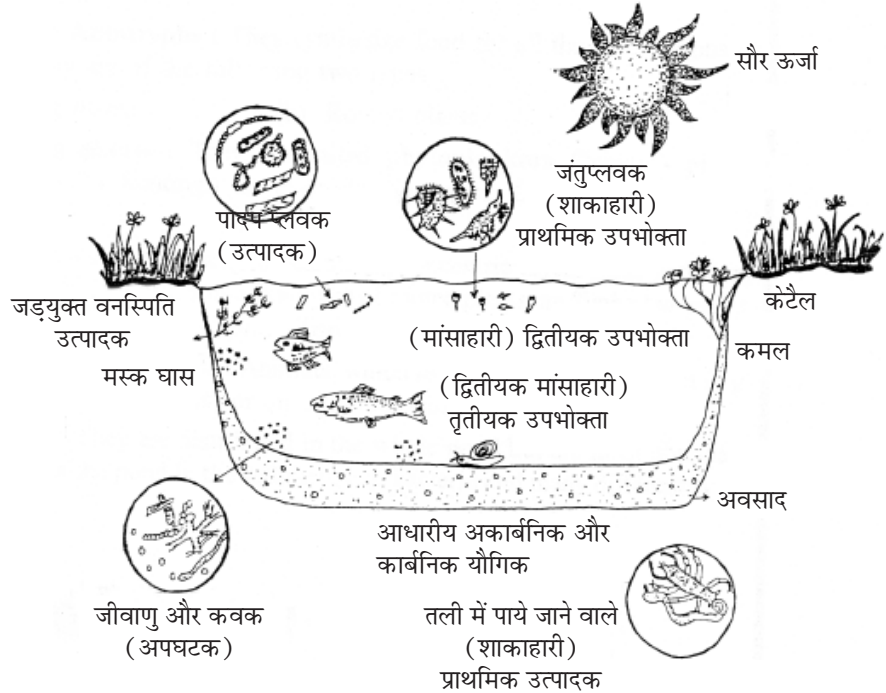 सौर ऊर्जा
पादप प्लवक
(उत्पादक)
जंतुप्लवक
(शाकाहारी)
प्राथमिक उपभोक्ता
जड़युक्त वनस्पिति
उत्पादक
मस्क घास
केटैल
कमल
(मांसाहारी) द्वितीयक उपभोक्ता
(द्वितीयक मांसाहारी)
तृतीयक उपभोक्ता
अवसाद
आधारीय अकार्बनिक और
कार्बनिक यौगिक
जीवाणु और कवक
(अपघटक)
तली में पाये जाने वाले
(शाकाहारी)
प्राथमिक उत्पादक